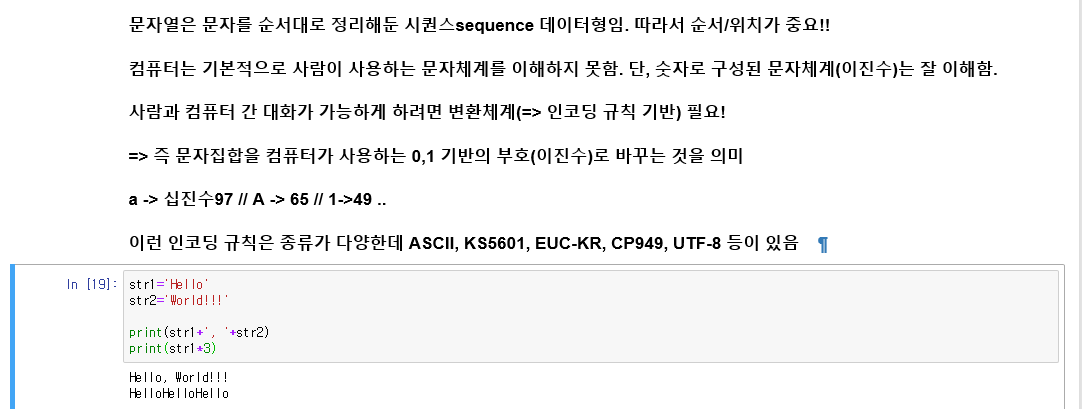 문자열은 문자를 순서대로 정리해둔 시퀀스sequence 데이터형임. 따라서 순서/위치가 중요!!
컴퓨터는 기본적으로 사람이 사용하는 문자체계를 이해하지 못함. 단, 숫자로 구성된 문자체계(이진수)는 잘 이해함.
사람과 컴퓨터 간 대화가 가능하게 하려면 변환체계(=> 인코딩 규칙 기반) 필요!
=> 즉 문자집합을 컴퓨터가 사용하는 0,1 기반의 부호(이진수)로 바꾸는 것을 의미
a -> 십진수97 // A -> 65 // 1->49 ..
이런 인코딩 규칙은 종류가 다양한데 ASCII, KS5601, EUC-KR, CP949, UTF-8 등이 있음 ¶
In [19]: str1='Hello'
str2='World!!!'
print(str1+', '+str2)
print(str1*3)
Hello, World!!!
HelloHelloHello